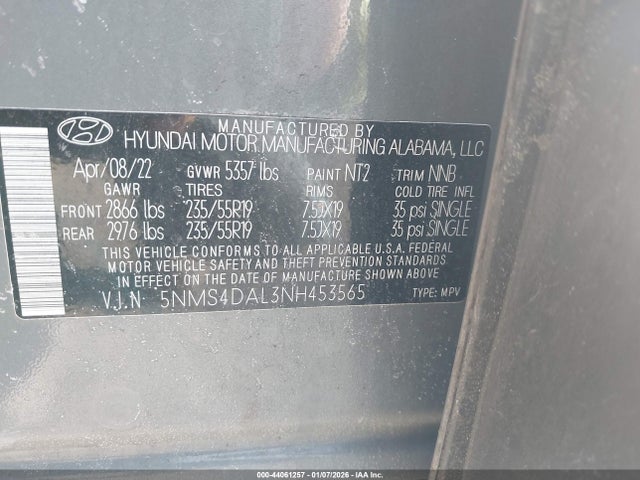 MANUFACTURED BY
HYUNDAI MOTOR MANUFACTURING ALABAMA, LLC
Apr/08/22 GVWR 5357 lbs PAINT NT2 TRIM NNB
GAWR TIRES RIMS COLD TIRE INFL
FRONT 2866 lbs 235/55R19 7.5JX19 35 psi SINGLE
REAR 2976 lbs 235/55R19 7.5JX19 35 psi SINGLE
THIS VEHICLE CONFORMS TO ALL APPLICABLE U.S.A. FEDERAL
MOTOR VEHICLE SAFETY AND THEFT PREVENTION STANDARDS
IN EFFECT ON THE DATE OF MANUFACTURE SHOWN ABOVE.
V.I.N. 5NMS4DAL3NH453565 TYPE: MPV
000-44061257 - 01/07/2026 - IAA Inc.